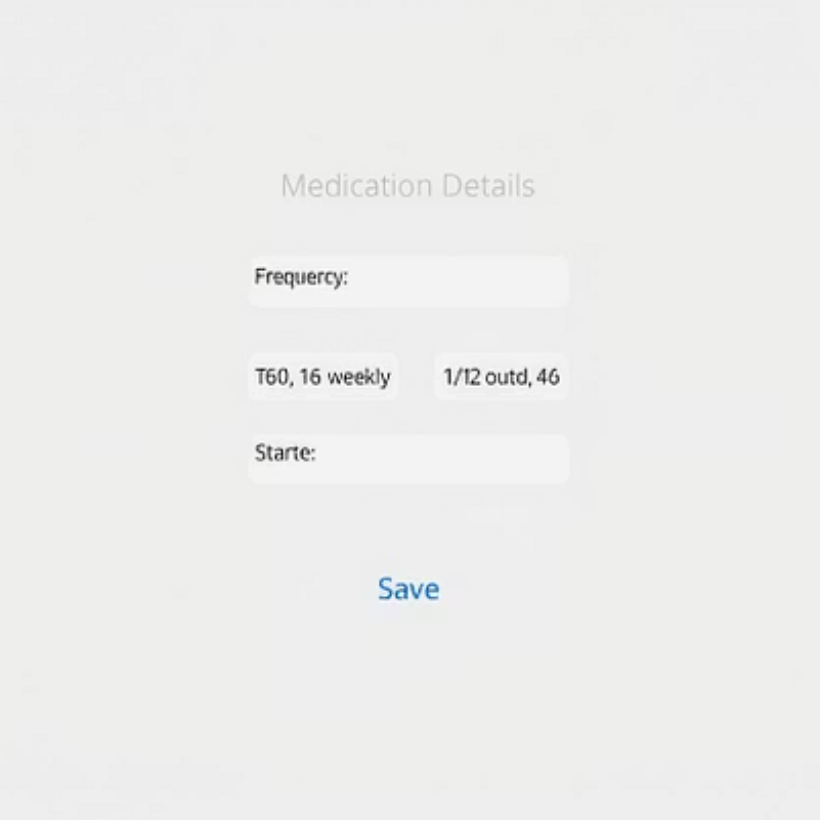 Medication Details
Frequercy:
T60, 16 weekly 1/12 outd, 46
Starte:
Save